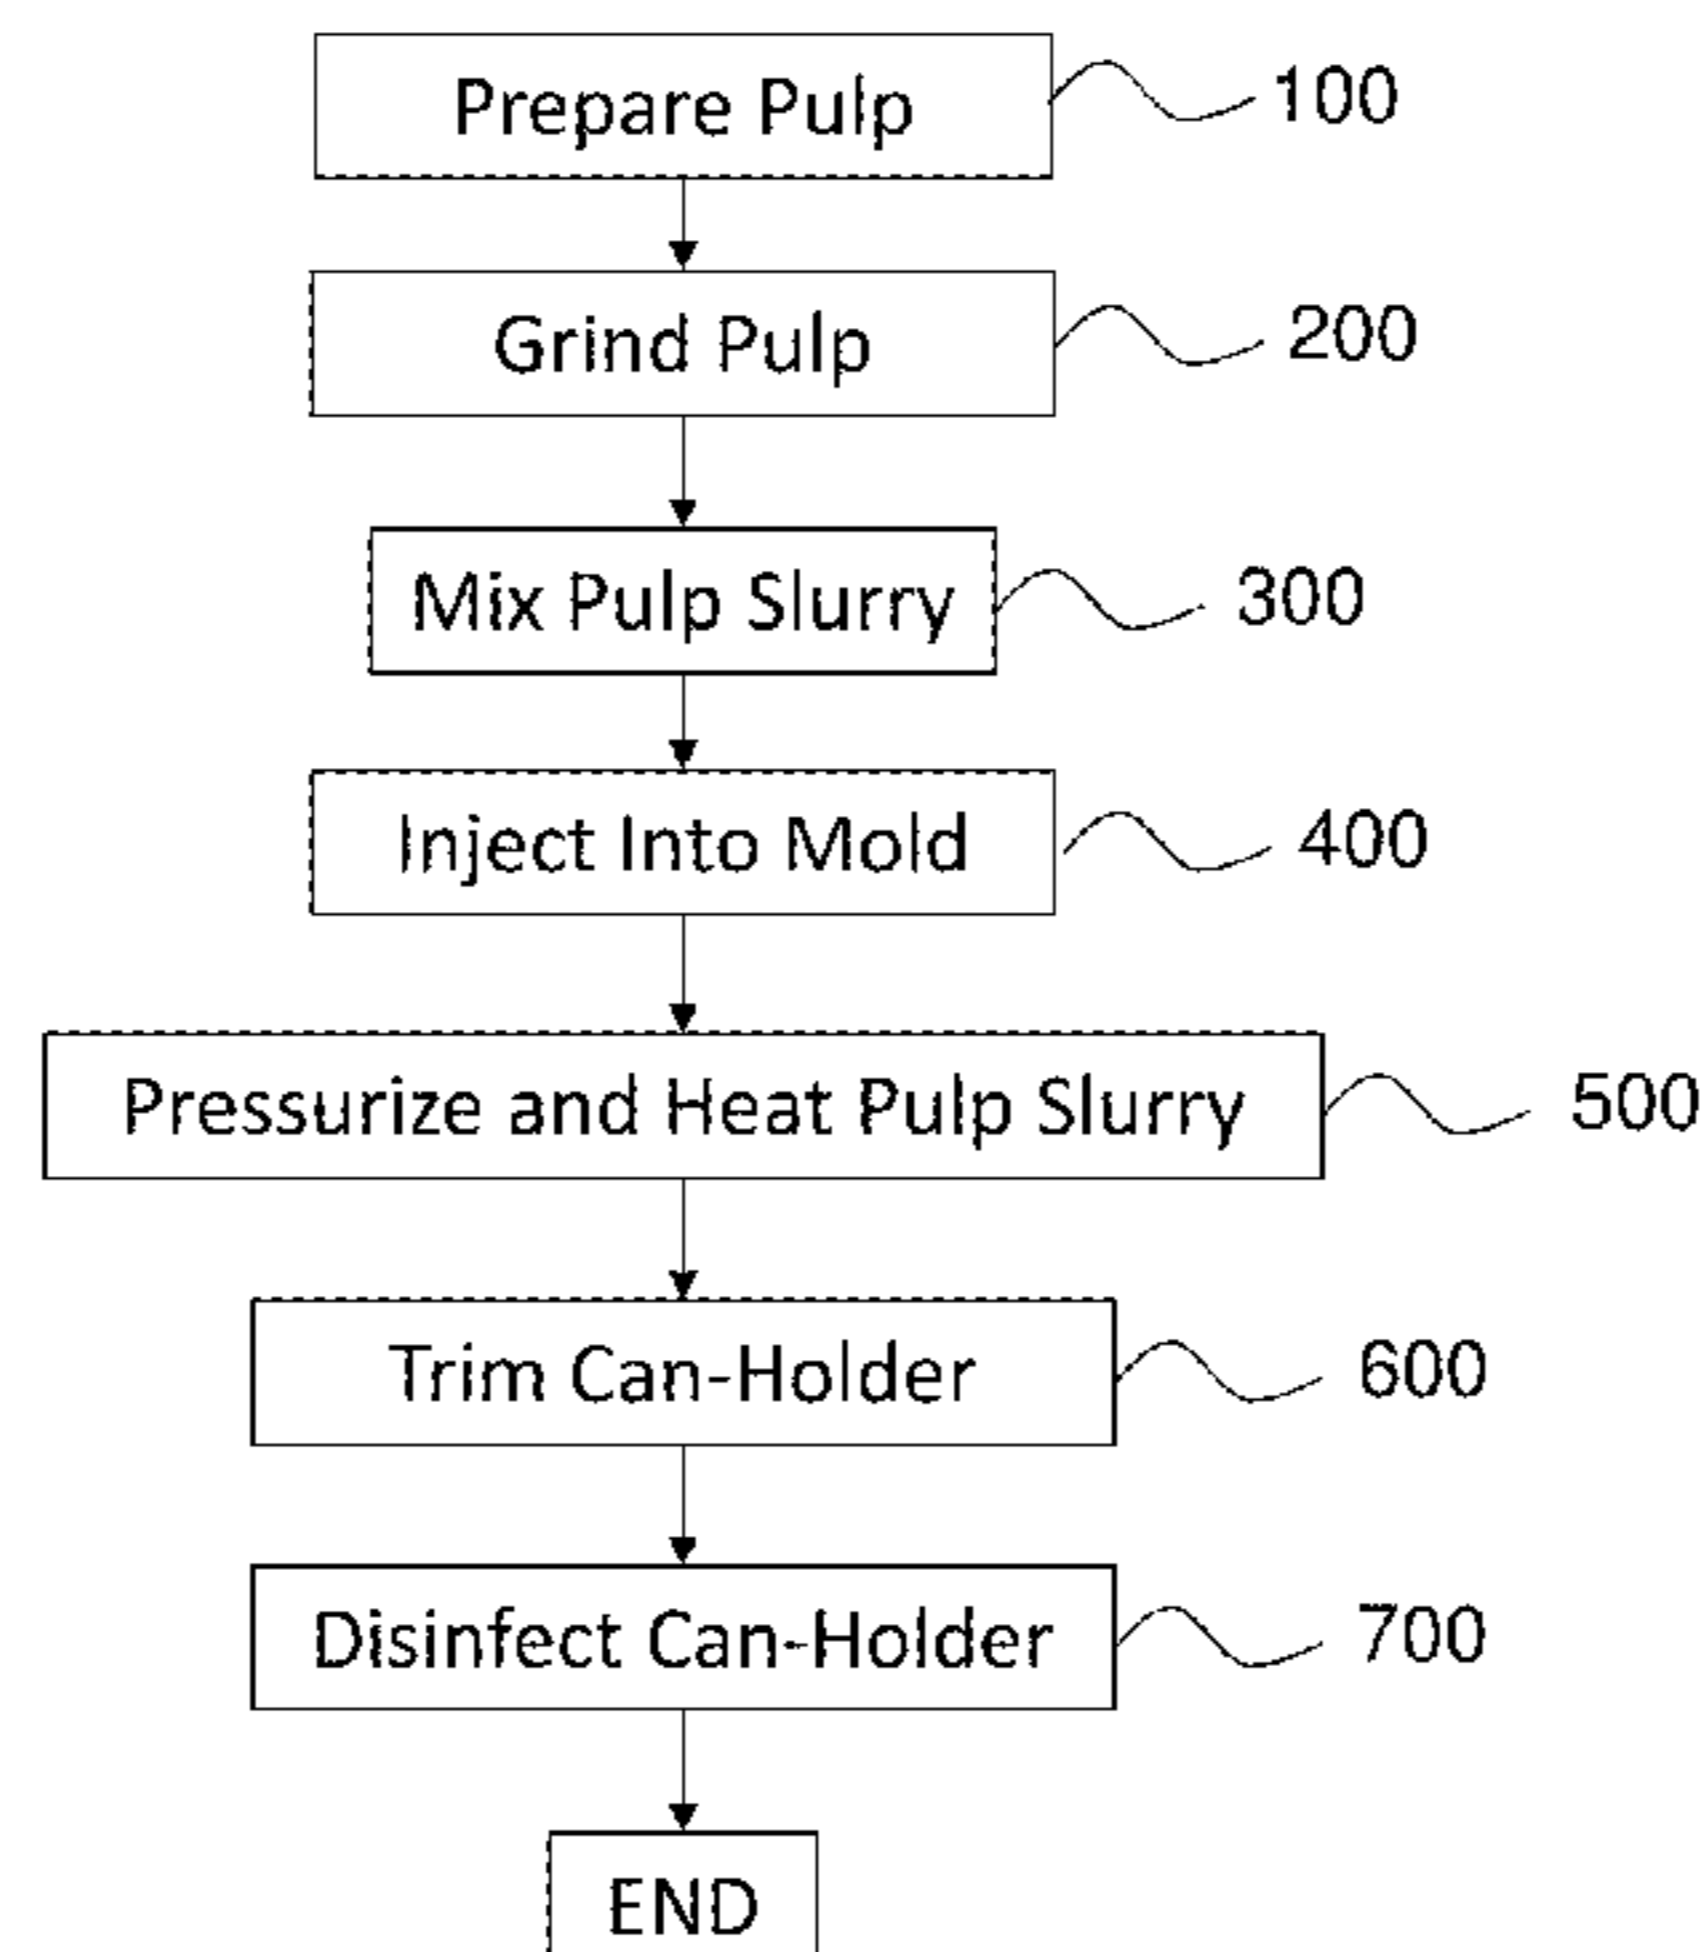 Prepare Pulp 100
Grind Pulp 200
Mix Pulp Slurry 300
Inject Into Mold 400
Pressurize and Heat Pulp Slurry 500
Trim Can-Holder 600
Disinfect Can-Holder 700
END